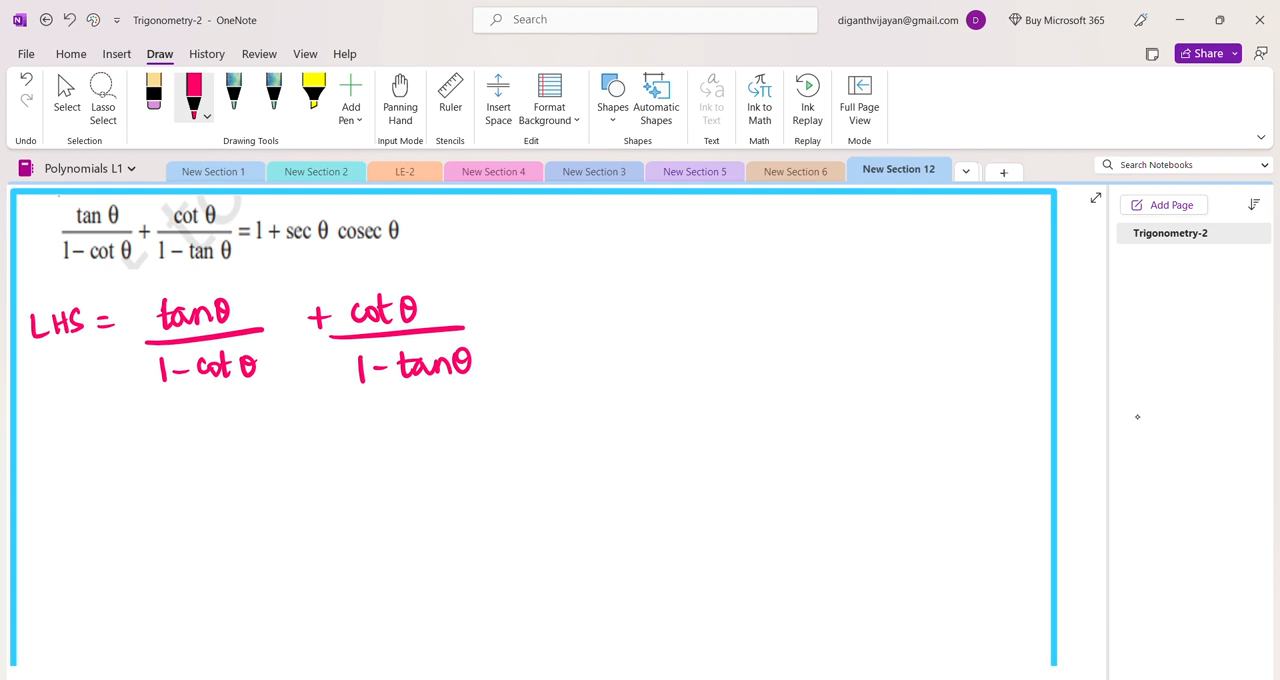 Trigonometry-2 - OneNote
Search
diganthvijayan@gmail.com D Buy Microsoft 365
File Home Insert Draw History Review View Help
Share
Undo
Select
Lasso Select
Add Pen
Panning Hand
Ruler
Insert Space
Format Background
Shapes
Automatic Shapes
Ink to Text
Ink to Math
Ink Replay
Full Page View
Undo Selection Drawing Tools Input Mode Stencils Edit Shapes Text Math Replay Mode
Polynomials L1 New Section 1 New Section 2 LE-2 New Section 4 New Section 3 New Section 5 New Section 6 New Section 12 + Search Notebooks
Add Page
Trigonometry-2
tan θ / 1 – cot θ + cot θ / 1 – tan θ = 1 + sec θ cosec θ
LHS = tanθ / 1 - cot θ + cot θ / 1 - tanθ